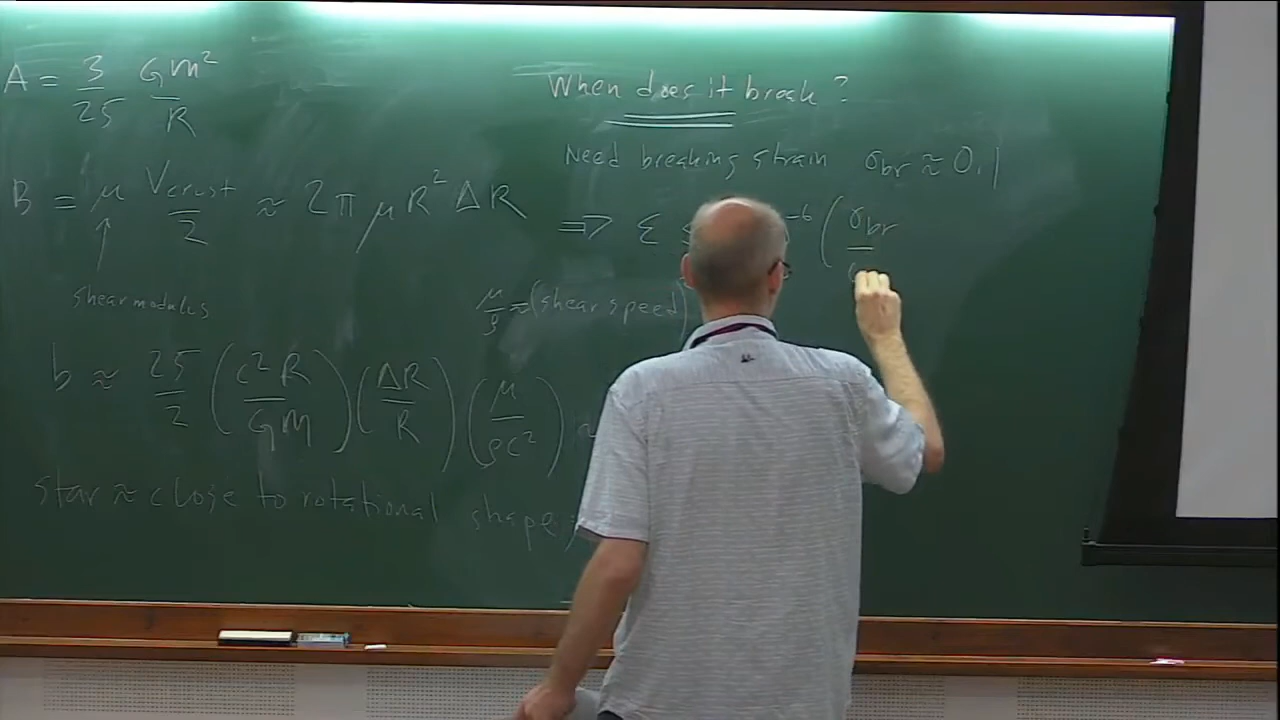 A = 3/25 Gm²/R
B = μ Vcrust/2 ≈ 2π μ R² ΔR
shear modulus
μ/ρ ≈ (shear speed)
b ≈ 25/2 (c²R/Gm) (ΔR/R) (μ/ρc²)
star ≈ close to rotational shape;
When does it break?
Need breaking strain σbr ≈ 0.1
⇒ ε ≤ -6 (σbr